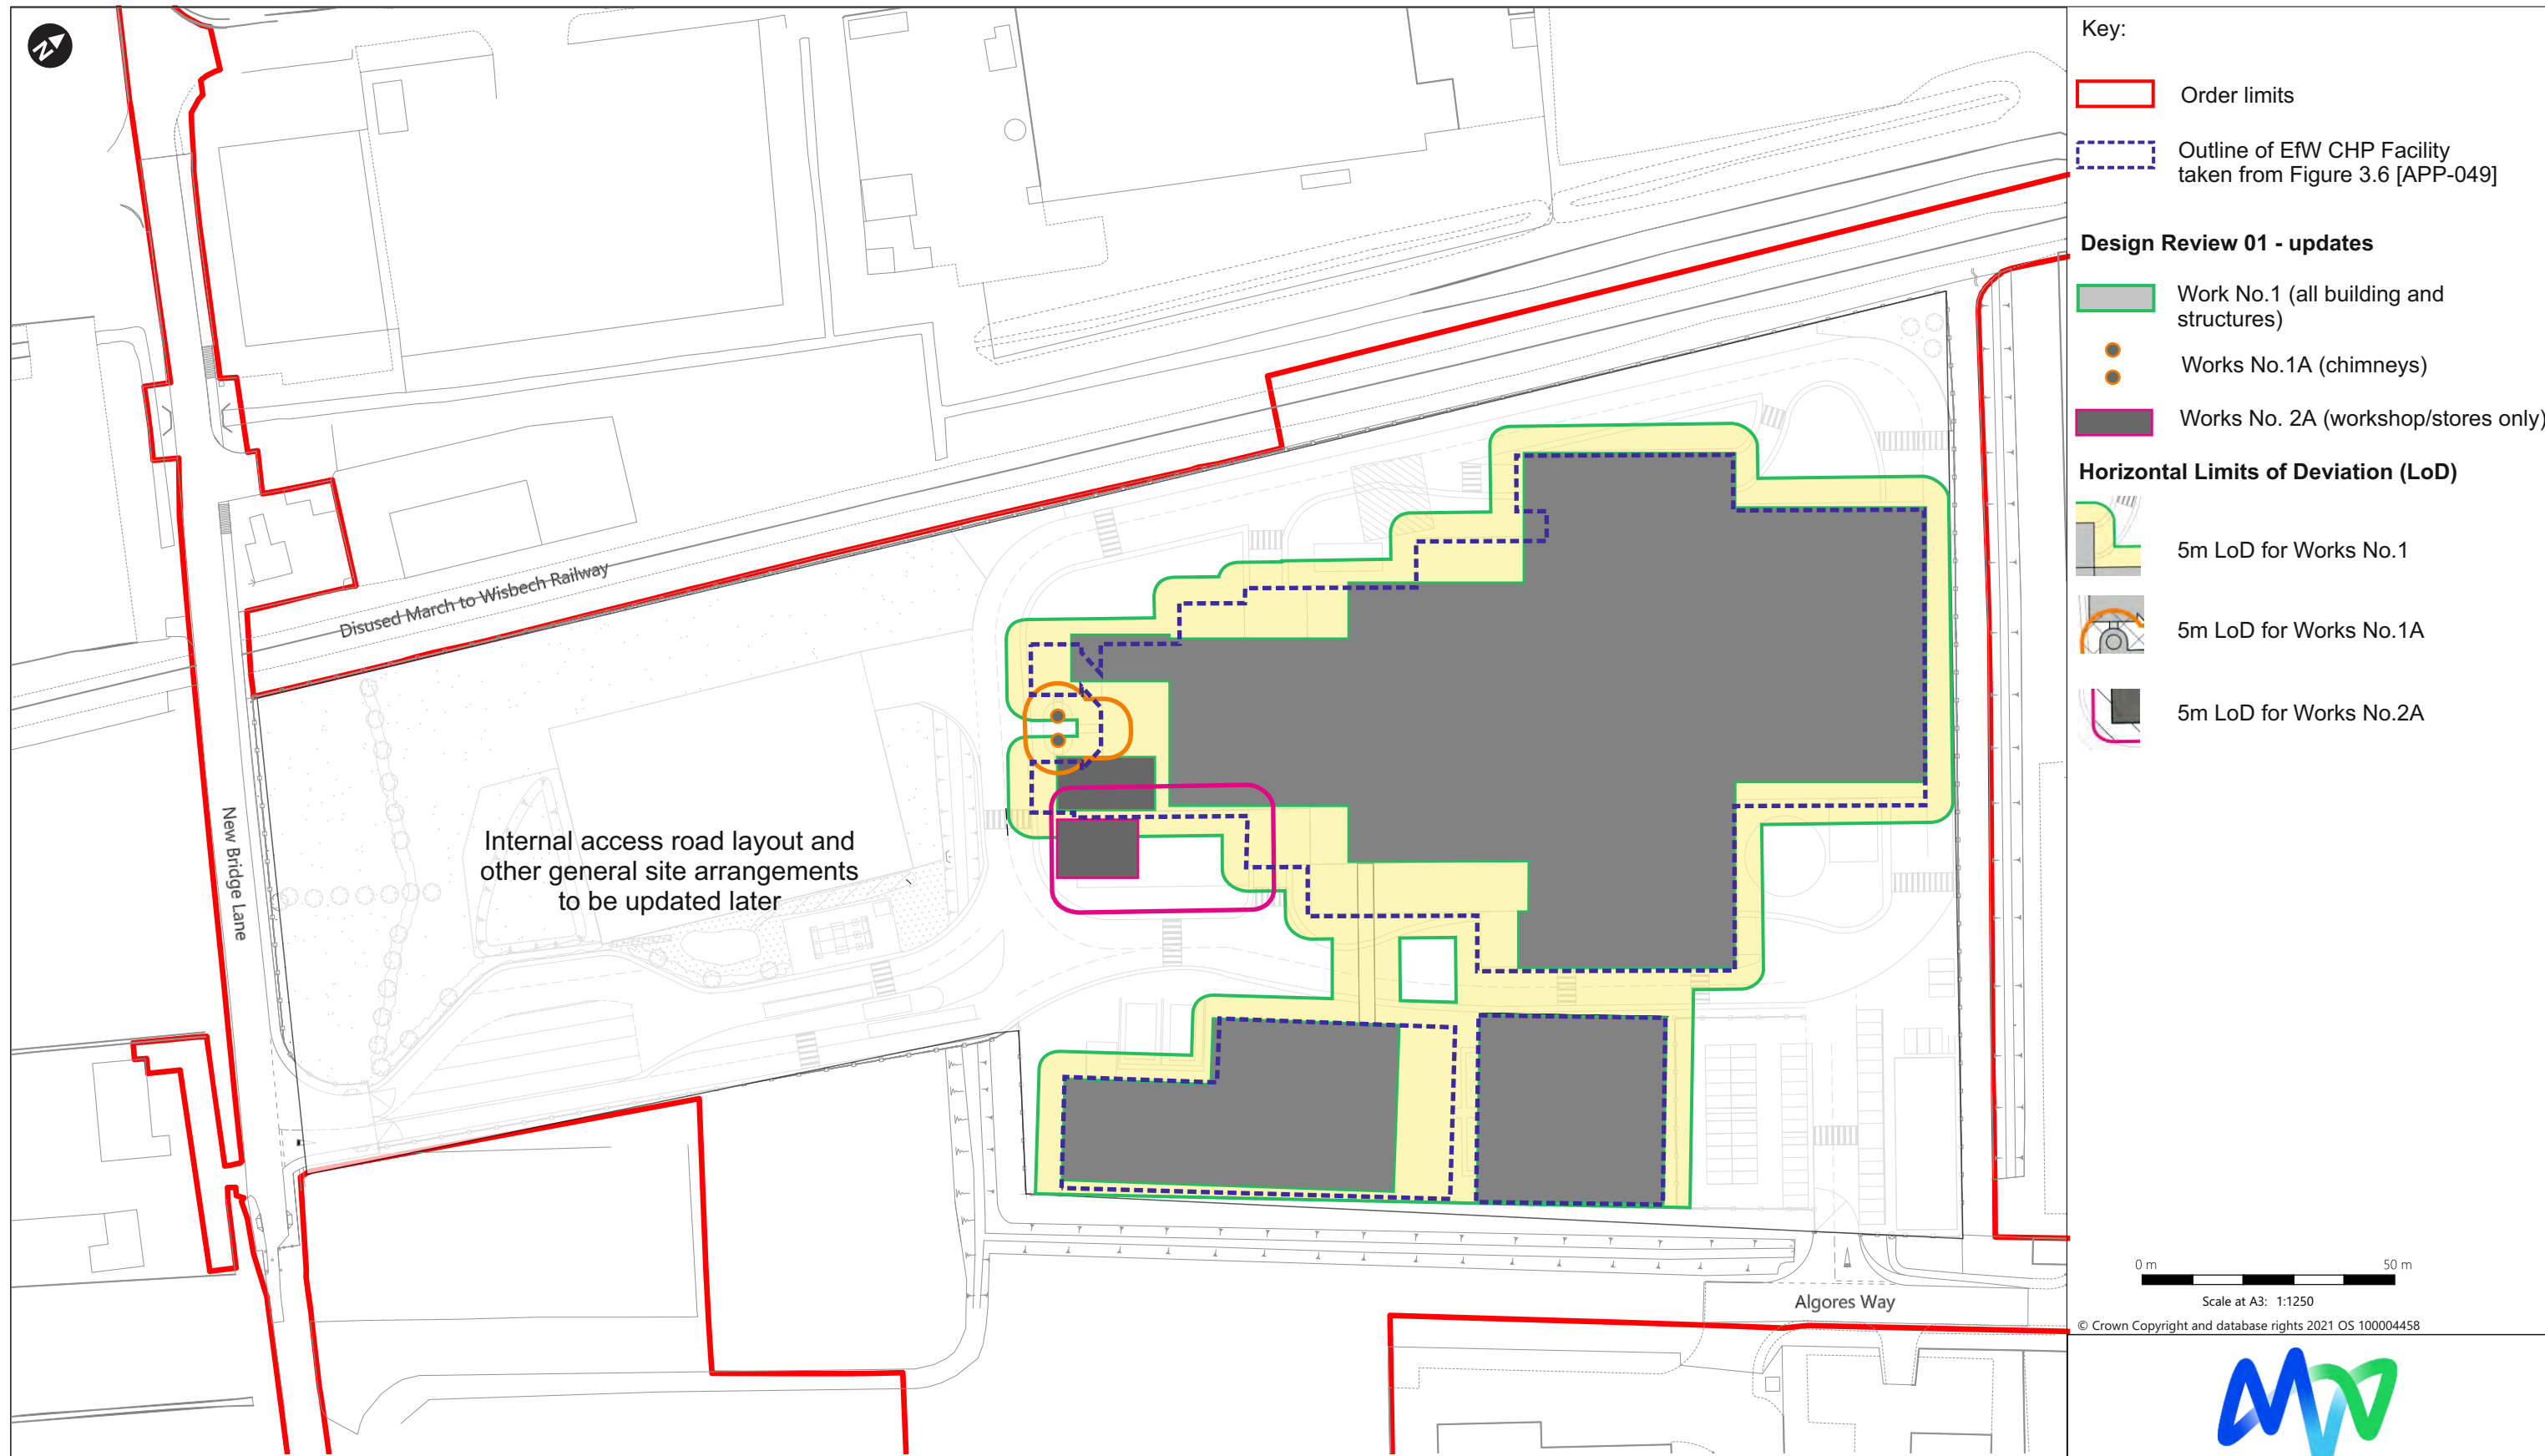 N
Disused March to Wisbech Railway
New Bridge Lane
Internal access road layout and
other general site arrangements
to be updated later
Algores Way
Key:
Order limits
Outline of EfW CHP Facility
taken from Figure 3.6 [APP-049]
Design Review 01 - updates
Work No.1 (all building and
structures)
Works No.1A (chimneys)
Works No. 2A (workshop/stores only)
Horizontal Limits of Deviation (LoD)
5m LoD for Works No.1
5m LoD for Works No.1A
5m LoD for Works No.2A
0 m 50 m
Scale at A3: 1:1250
© Crown Copyright and database rights 2021 OS 100004458